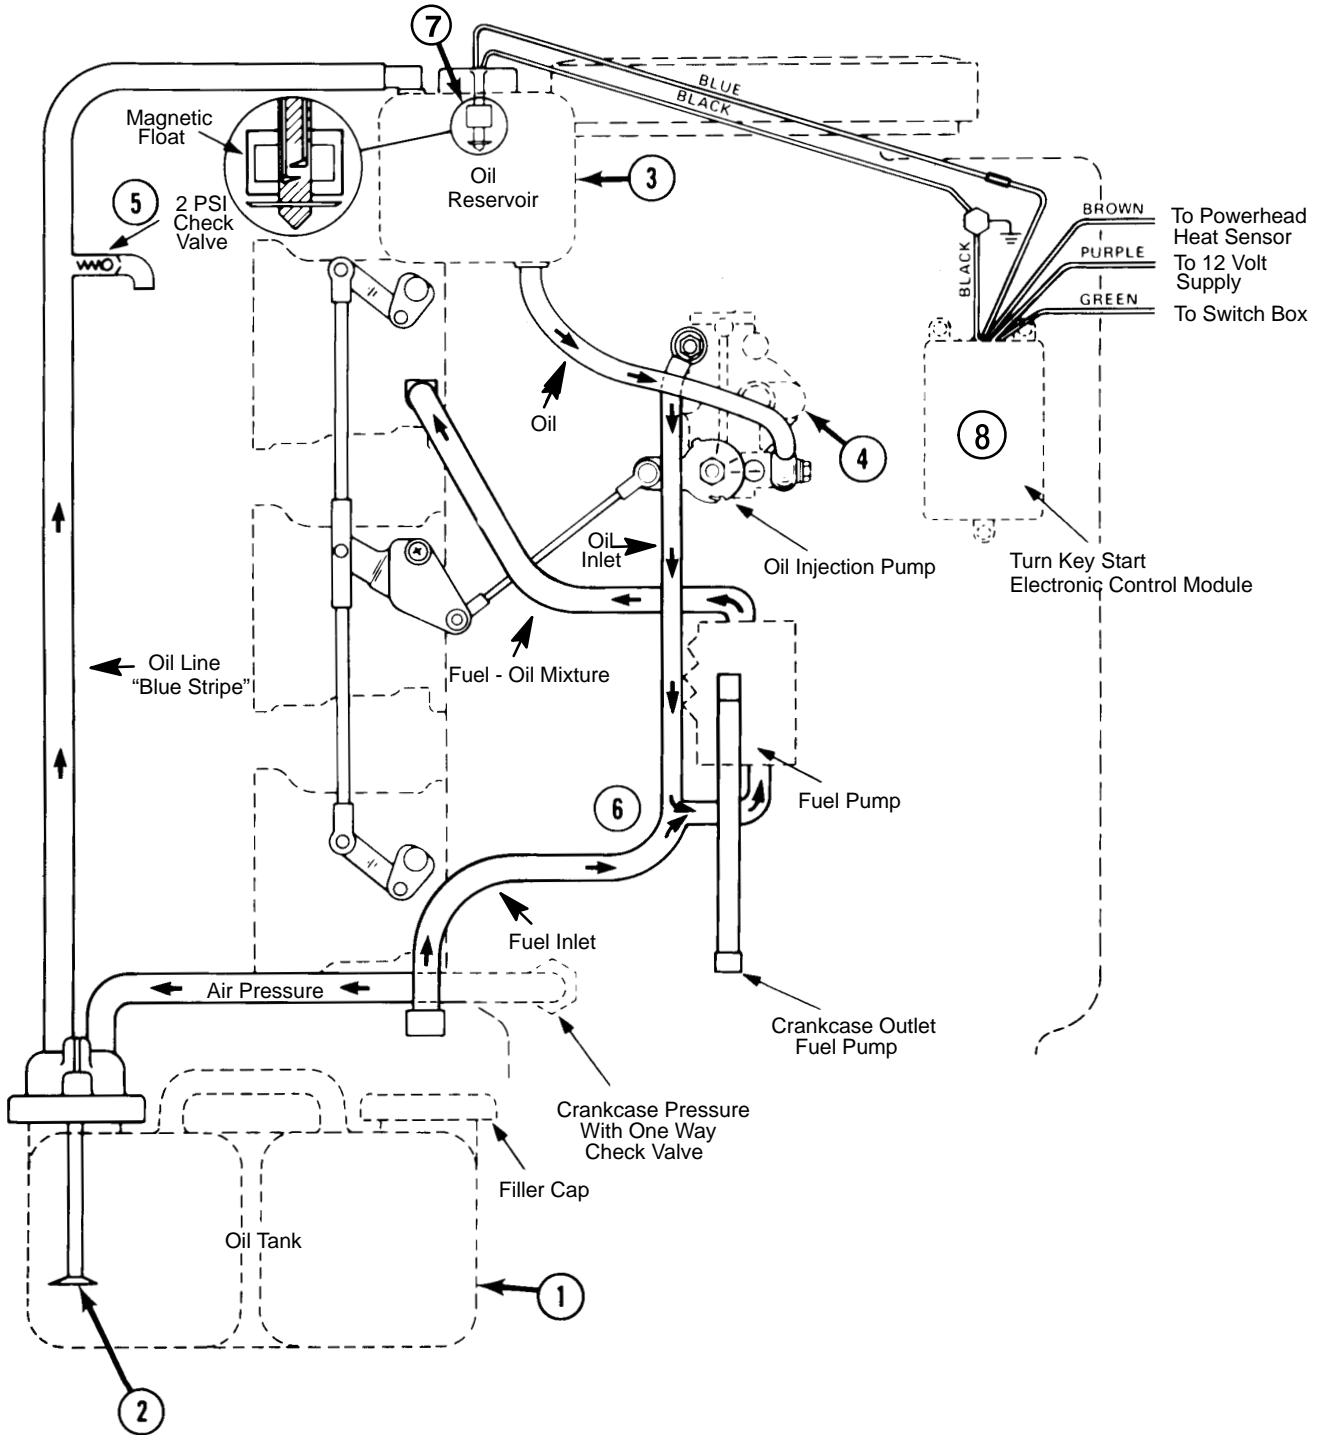 7
BLUE
BLACK
Magnetic
Float
Oil
Reservoir
3
5
2 PSI
Check
Valve
BROWN
To Powerhead
Heat Sensor
PURPLE
To 12 Volt
Supply
BLACK
GREEN
To Switch Box
Oil
4
8
Oil
Inlet
Oil Injection Pump
Turn Key Start
Electronic Control Module
Oil Line
“Blue Stripe”
Fuel - Oil Mixture
6
Fuel Pump
Fuel Inlet
Air Pressure
Crankcase Outlet
Fuel Pump
Crankcase Pressure
With One Way
Check Valve
Filler Cap
Oil Tank
1
2